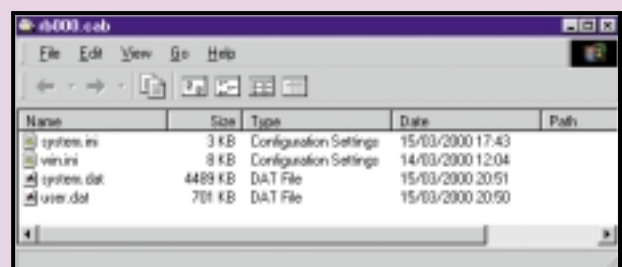 rb000.cab
File Edit View Go Help
Name Size Type Date Path
system.ini 3 KB Configuration Settings 15/03/2000 17:43
win.ini 8 KB Configuration Settings 14/03/2000 12:04
system.dat 4489 KB DAT File 15/03/2000 20:51
user.dat 701 KB DAT File 15/03/2000 20:50